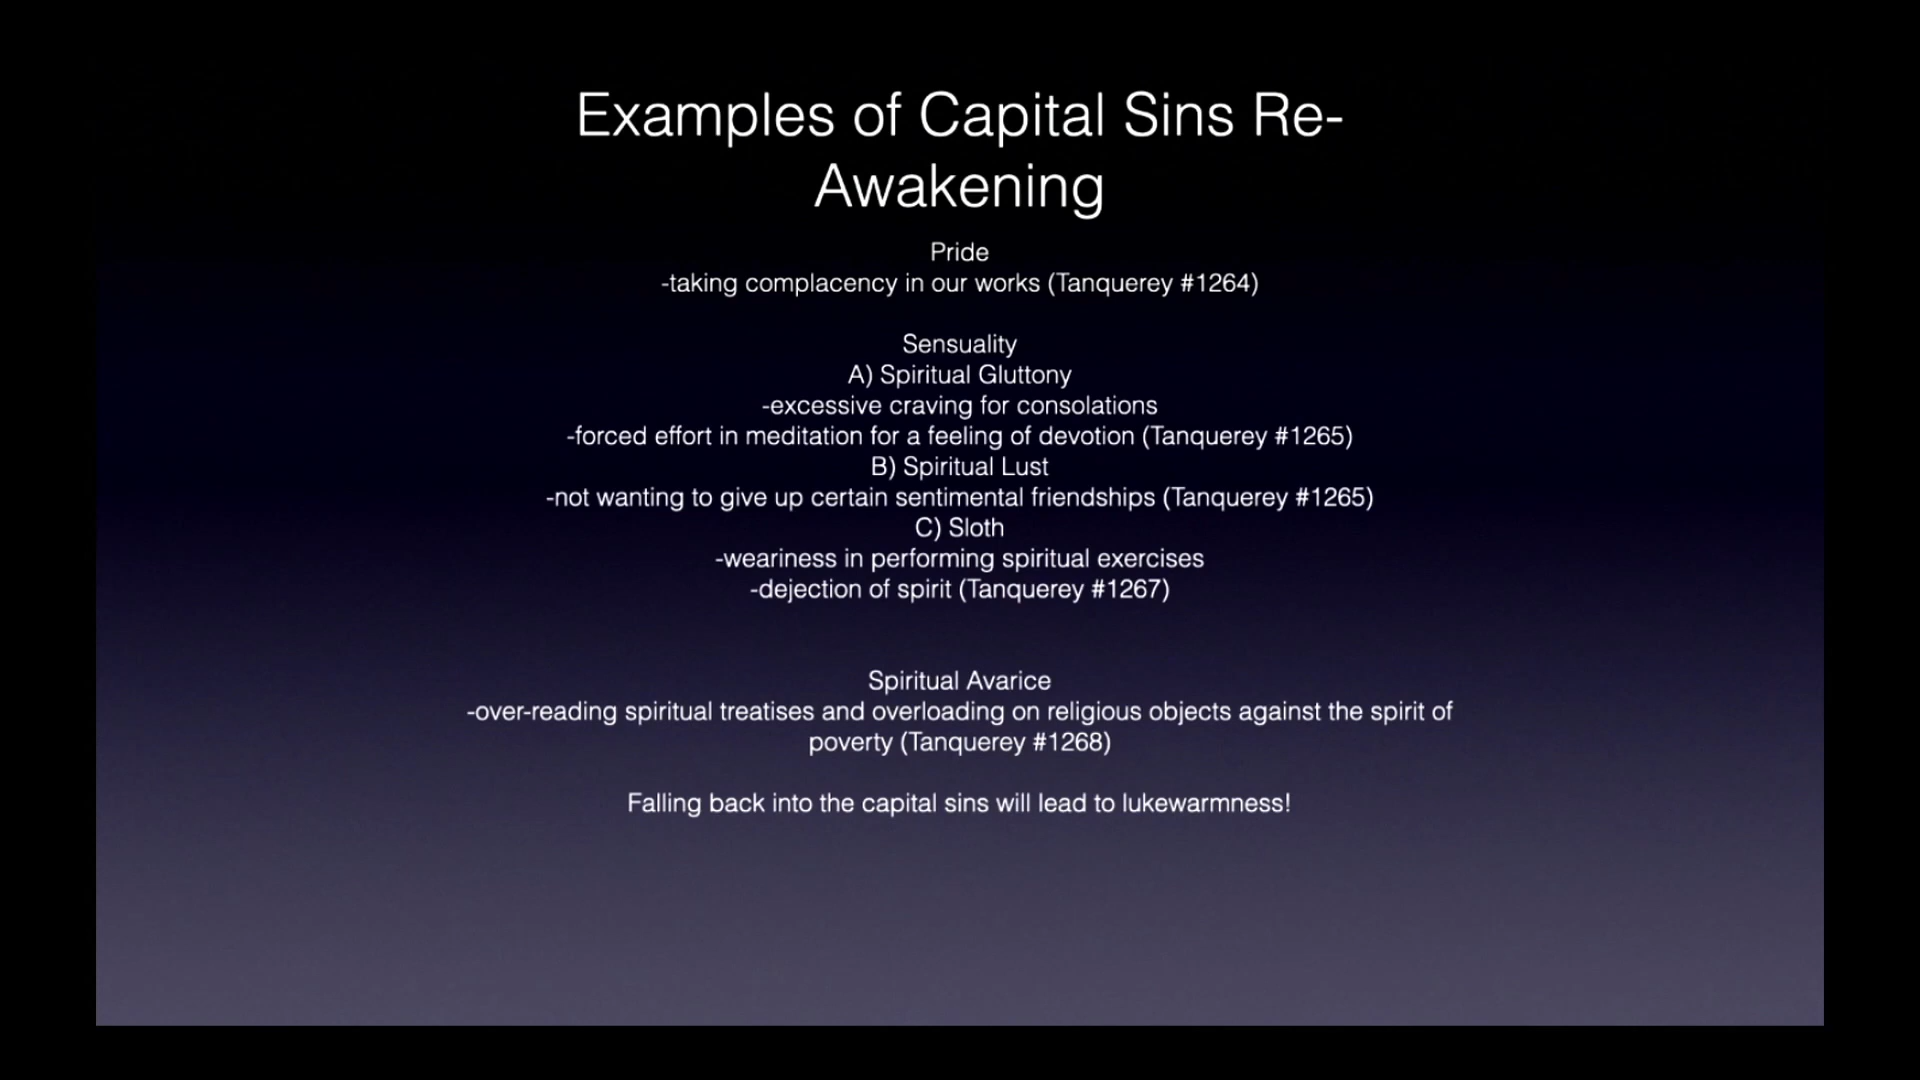 Examples of Capital Sins Re-
Awakening
Pride
-taking complacency in our works (Tanquerey #1264)
Sensuality
A) Spiritual Gluttony
-excessive craving for consolations
-forced effort in meditation for a feeling of devotion (Tanquerey #1265)
B) Spiritual Lust
-not wanting to give up certain sentimental friendships (Tanquerey #1265)
C) Sloth
-weariness in performing spiritual exercises
-dejection of spirit (Tanquerey #1267)
Spiritual Avarice
-over-reading spiritual treatises and overloading on religious objects against the spirit of
poverty (Tanquerey #1268)
Falling back into the capital sins will lead to lukewarmness!